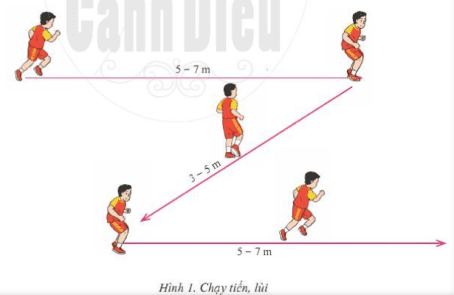 Cánh Diều
5 – 7 m
3 – 5 m
5 – 7 m
Hình 1. Chạy tiến, lùi